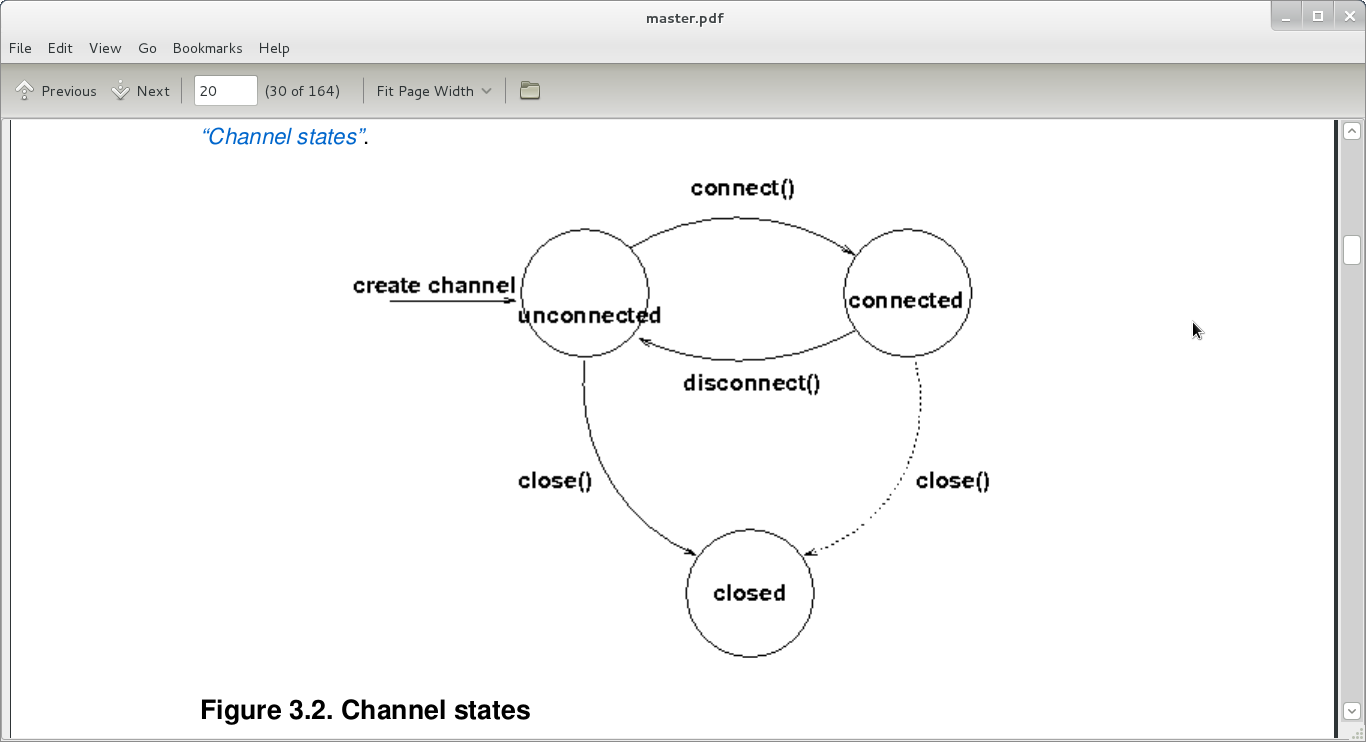 master.pdf
File Edit View Go Bookmarks Help
Previous Next 20 (30 of 164) Fit Page Width
“Channel states”.
connect()
create channel
unconnected
connected
disconnect()
close()
close()
closed
Figure 3.2. Channel states